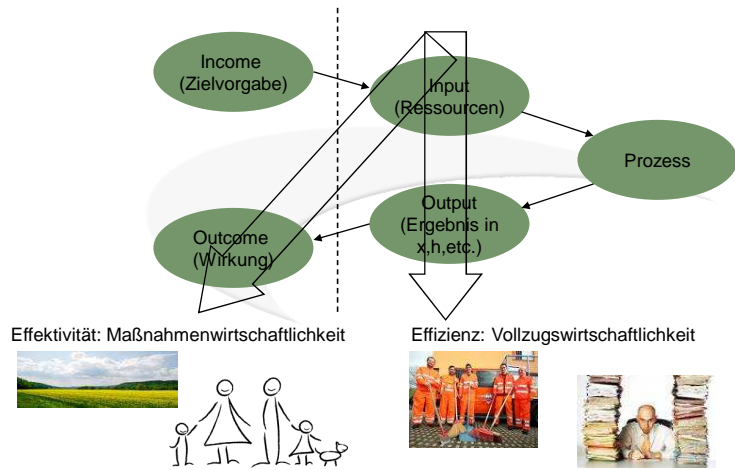 Income
(Zielvorgabe)
Input
(Ressourcen)
Prozess
Output
(Ergebnis in
x,h,etc.)
Outcome
(Wirkung)
Effektivität: Maßnahmenwirtschaftlichkeit
Effizienz: Vollzugswirtschaftlichkeit